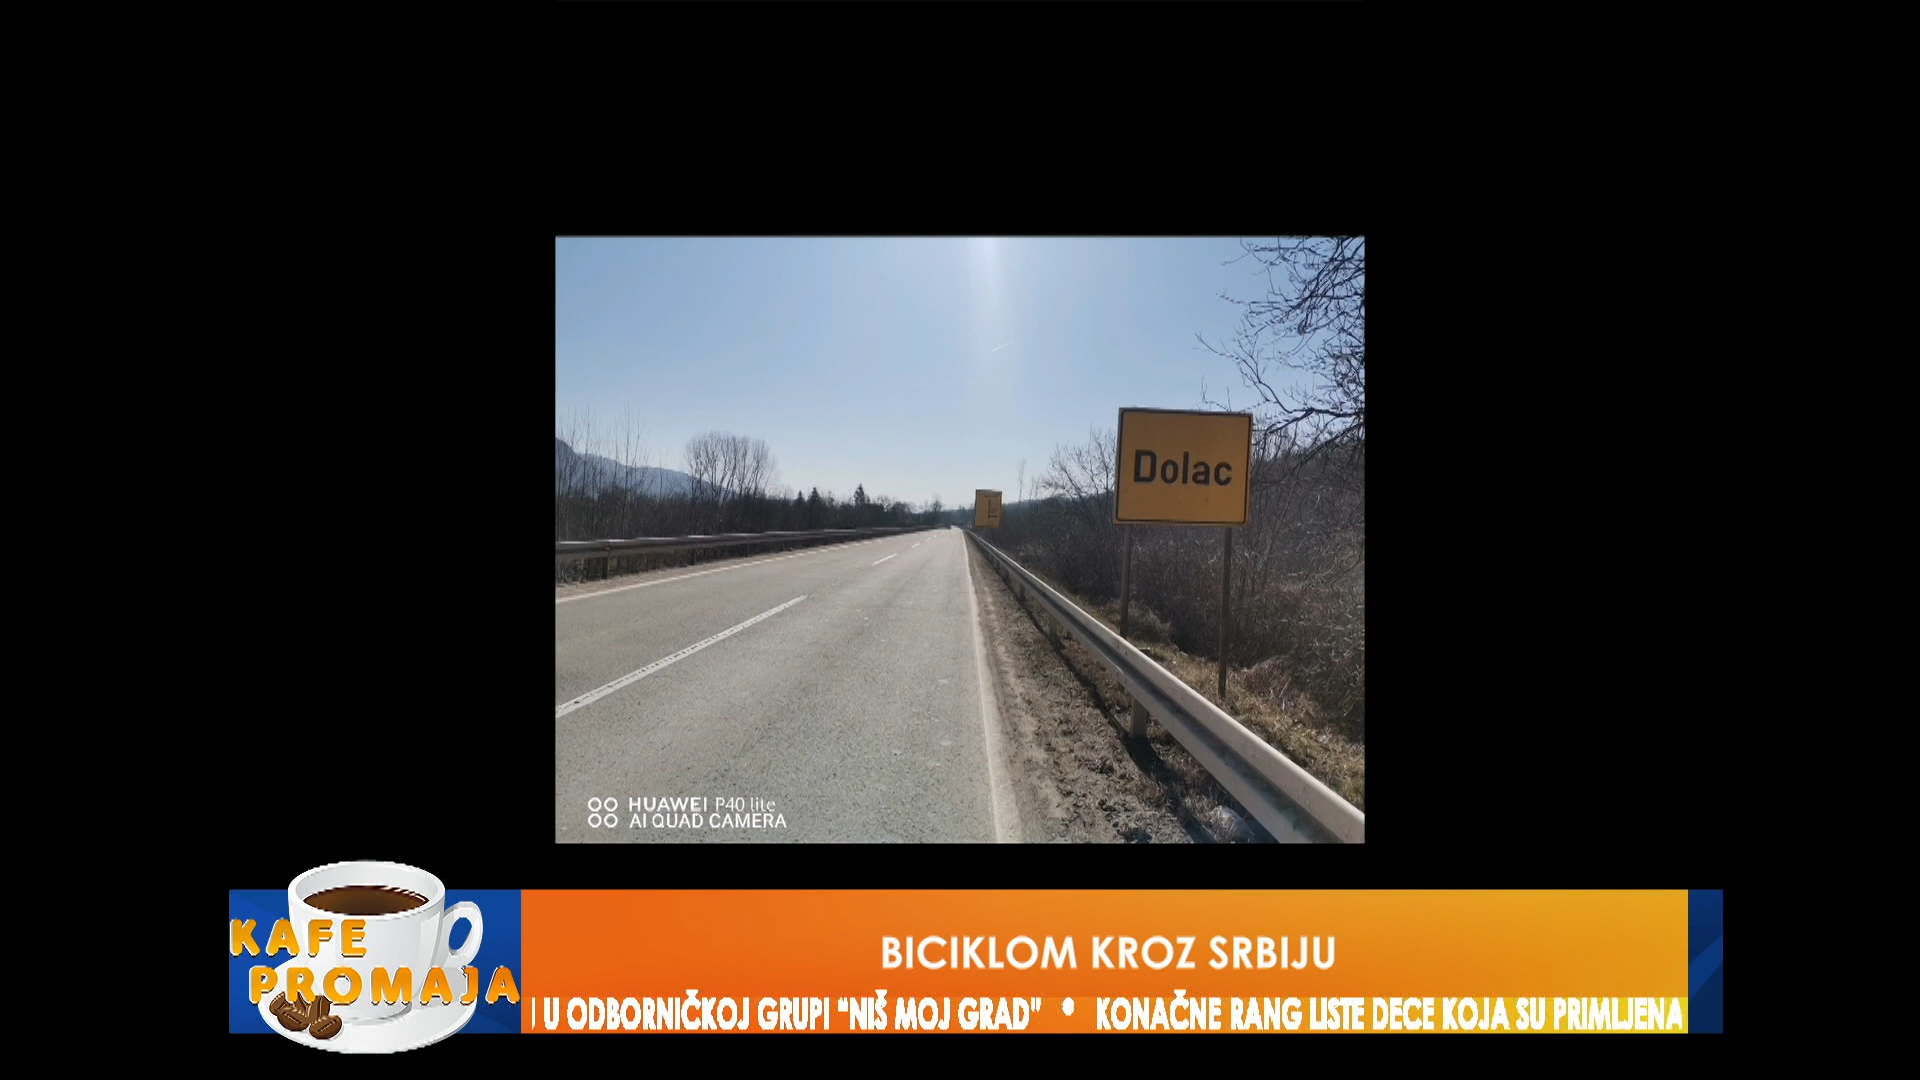 Dolac
HUAWEI P40 lite
AI QUAD CAMERA
KAFE
PROMAJA
BICIKLOM KROZ SRBIJU
U ODBORNIČKOJ GRUPI “NIŠ MOJ GRAD” • KONAČNE RANG LISTE DECE KOJA SU PRIMLJENA